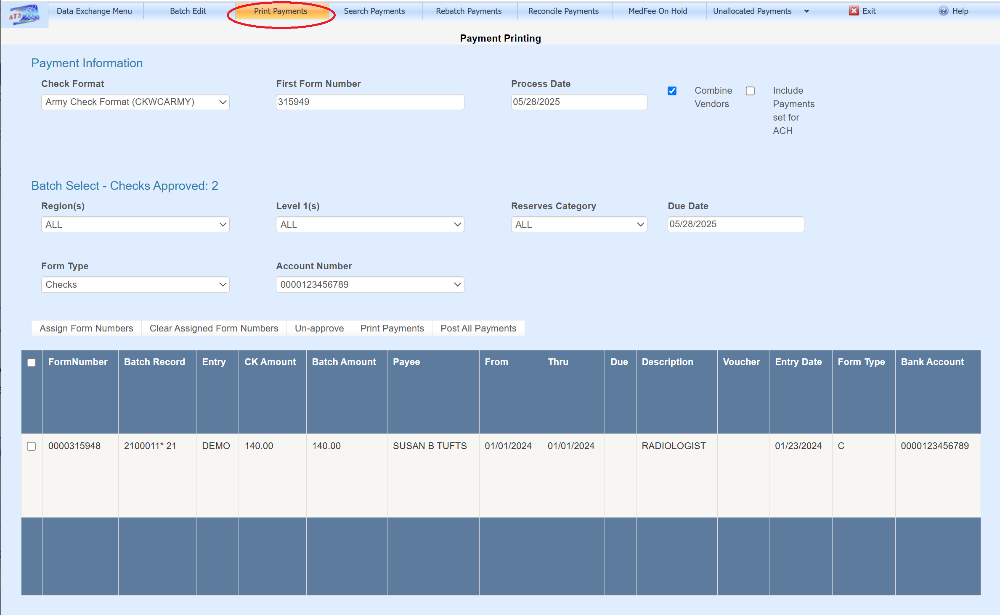 ATS
Data Exchange Menu
Batch Edit
Print Payments
Search Payments
Rebatch Payments
Reconcile Payments
MedFee On Hold
Unallocated Payments
Exit
Help
Payment Printing
Payment Information
Check Format
First Form Number
Process Date
Army Check Format (CKWCARMY)
315949
05/28/2025
Combine
Vendors
Include
Payments
set for
ACH
Batch Select - Checks Approved: 2
Region(s)
Level 1(s)
Reserves Category
Due Date
ALL
ALL
ALL
05/28/2025
Form Type
Account Number
Checks
0000123456789
Assign Form Numbers
Clear Assigned Form Numbers
Un-approve
Print Payments
Post All Payments
FormNumber Batch Record Entry CK Amount Batch Amount Payee From Thru Due Description Voucher Entry Date Form Type Bank Account
0000315948 2100011* 21 DEMO 140.00 140.00 SUSAN B TUFTS 01/01/2024 01/01/2024 RADIOLOGIST 01/23/2024 C 0000123456789